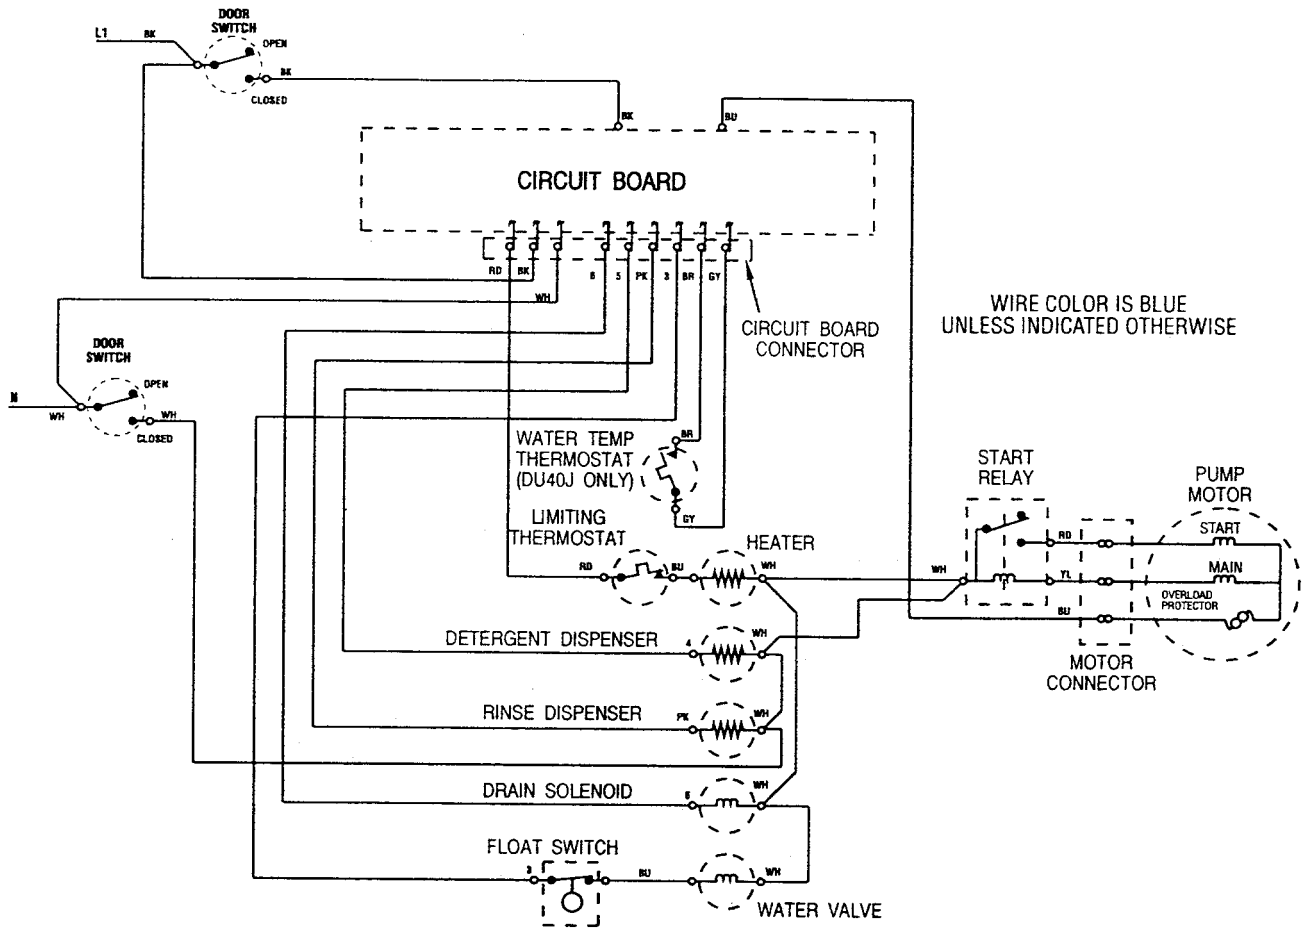 DOOR
SWITCH
L1
BK
OPEN
BK
CLOSED
BK
BU
CIRCUIT BOARD
RD
BK
WH
6
5
PK
3
BR
GY
CIRCUIT BOARD
CONNECTOR
WIRE COLOR IS BLUE
UNLESS INDICATED OTHERWISE
DOOR
SWITCH
OPEN
N
WH
WH
CLOSED
WATER TEMP
THERMOSTAT
(DU40J ONLY)
BR
GY
LIMITING
THERMOSTAT
RD
BU
HEATER
WH
START
RELAY
WH
RD
YL
BU
MOTOR
CONNECTOR
PUMP
MOTOR
START
MAIN
OVERLOAD
PROTECTOR
DETERGENT DISPENSER
4
WH
RINSE DISPENSER
PK
WH
DRAIN SOLENOID
6
WH
FLOAT SWITCH
3
BU
WH
WATER VALVE